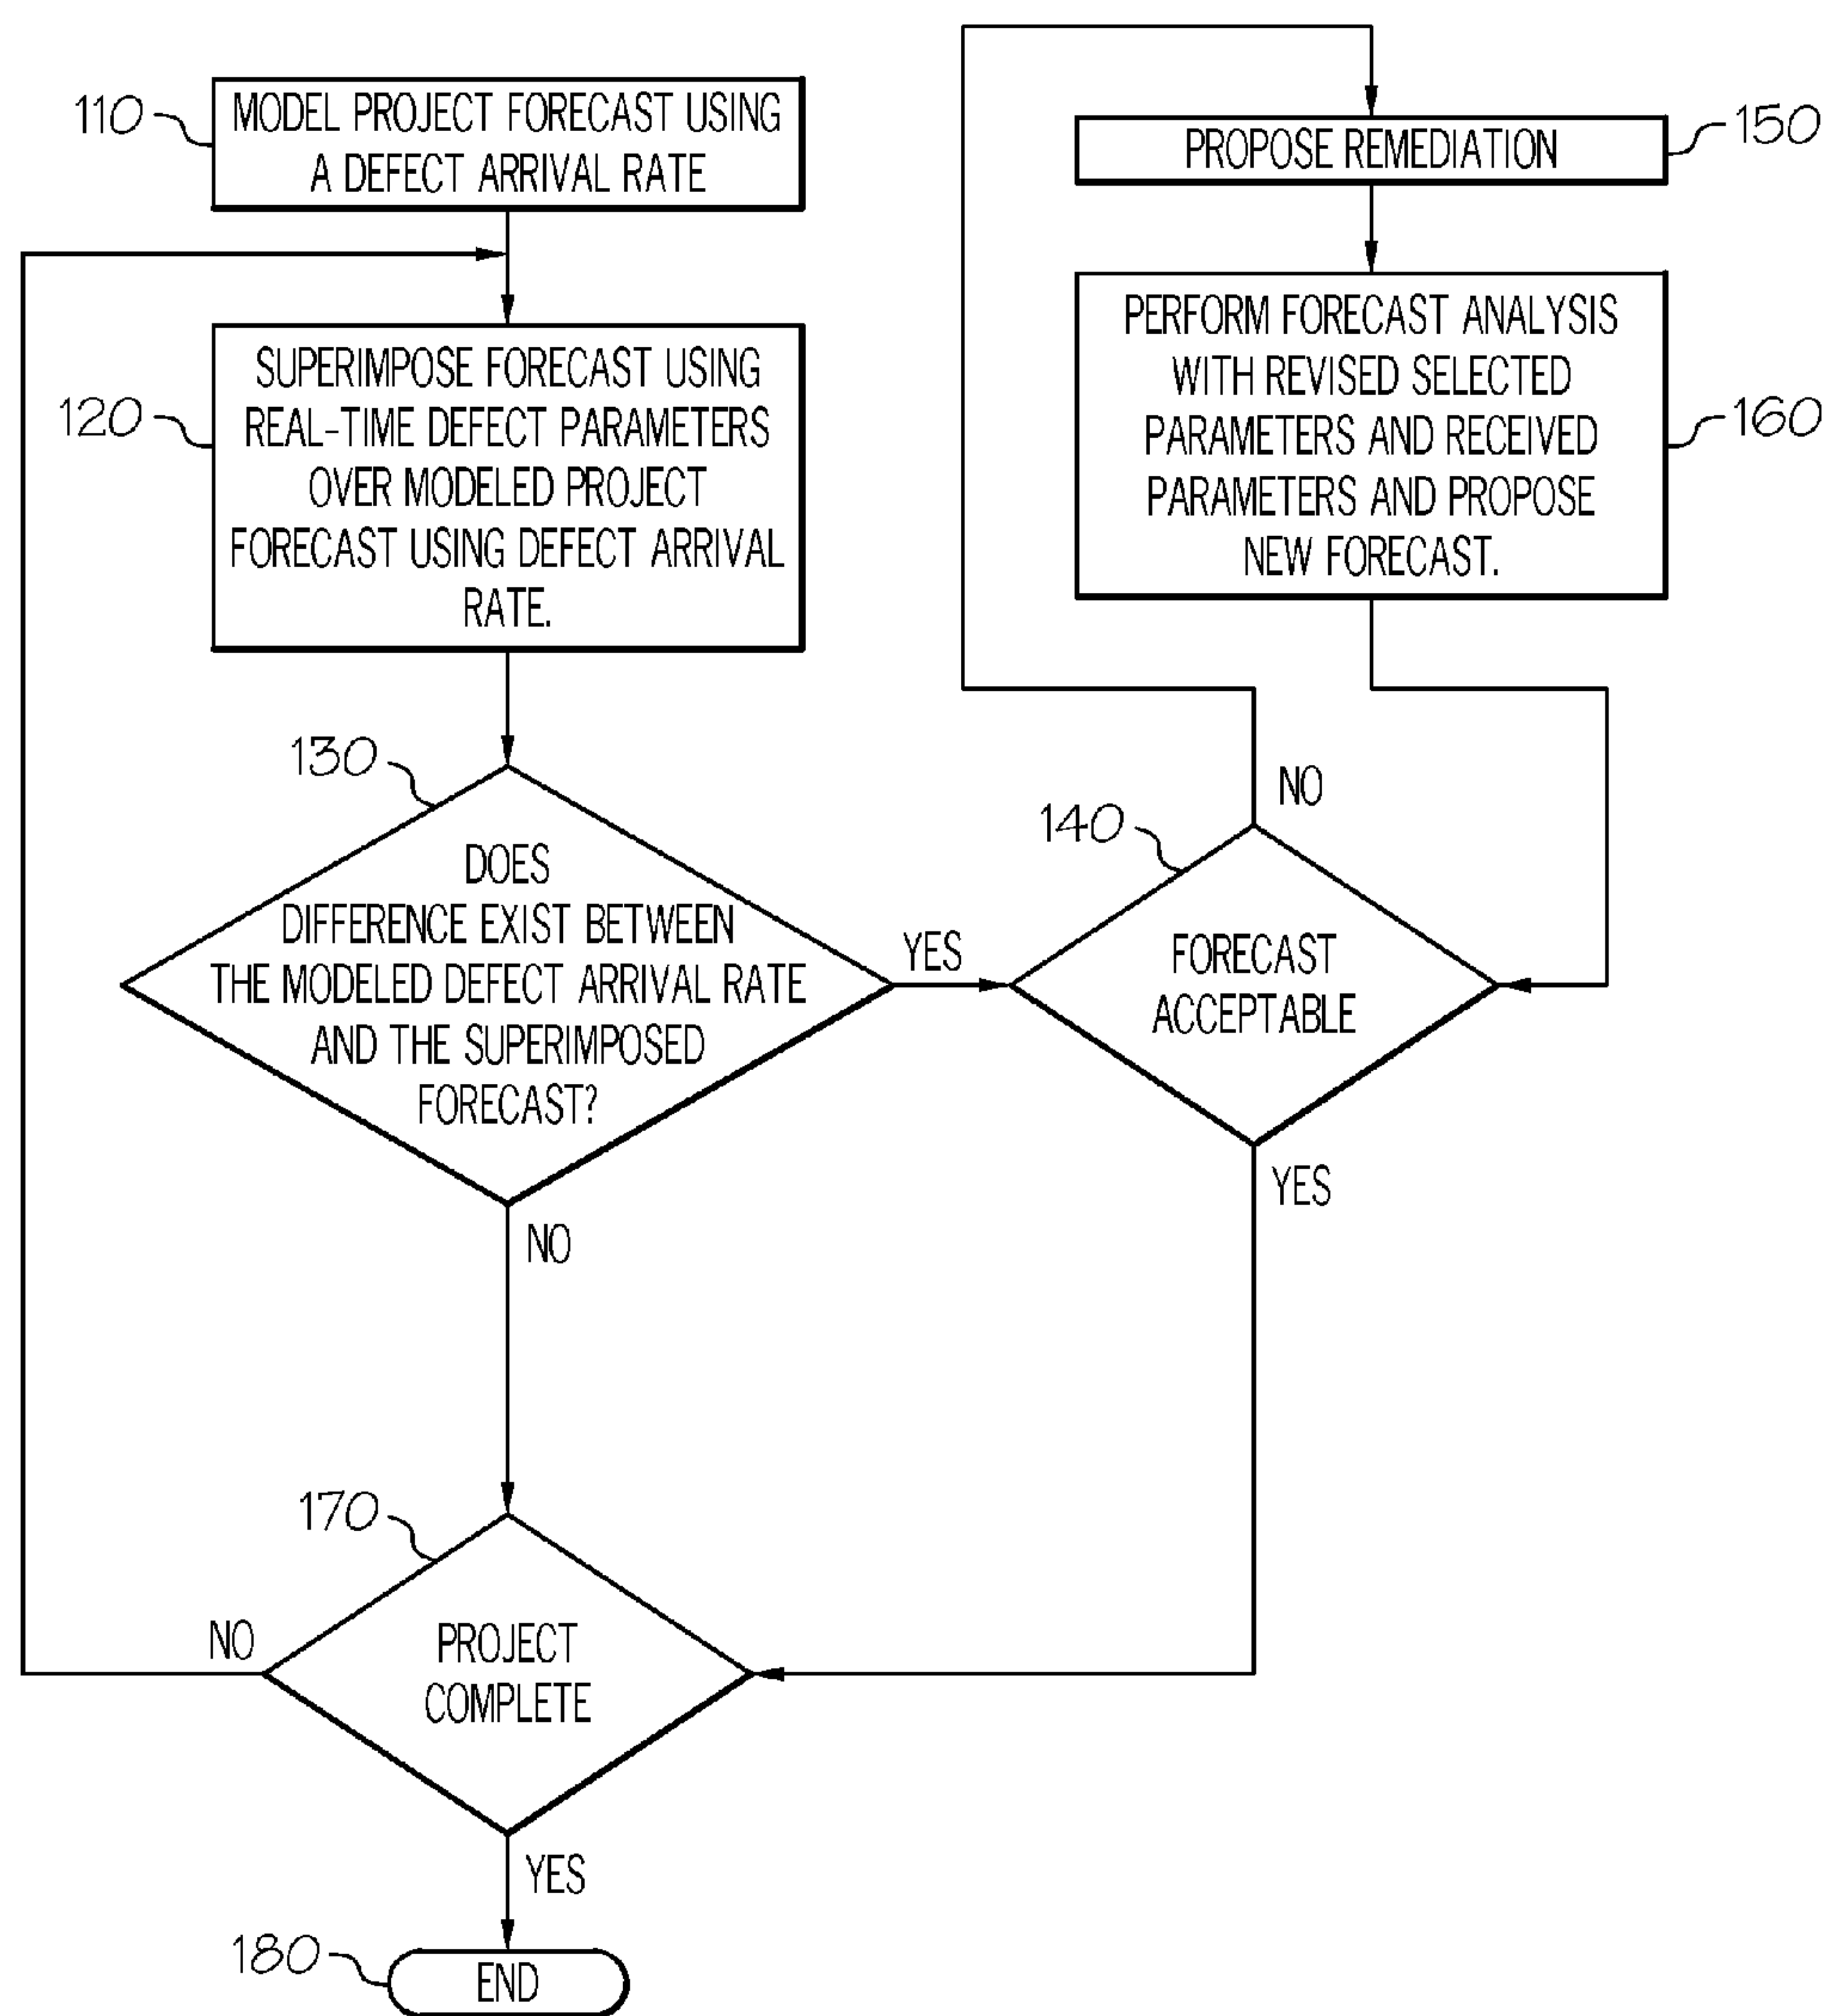 110
MODEL PROJECT FORECAST USING
A DEFECT ARRIVAL RATE
120
SUPERIMPOSE FORECAST USING
REAL-TIME DEFECT PARAMETERS
OVER MODELED PROJECT
FORECAST USING DEFECT ARRIVAL
RATE.
130
DOES
DIFFERENCE EXIST BETWEEN
THE MODELED DEFECT ARRIVAL RATE
AND THE SUPERIMPOSED
FORECAST?
YES
NO
140
FORECAST
ACCEPTABLE
NO
YES
PROPOSE REMEDIATION
150
PERFORM FORECAST ANALYSIS
WITH REVISED SELECTED
PARAMETERS AND RECEIVED
PARAMETERS AND PROPOSE
NEW FORECAST.
160
170
PROJECT
COMPLETE
NO
YES
180
END